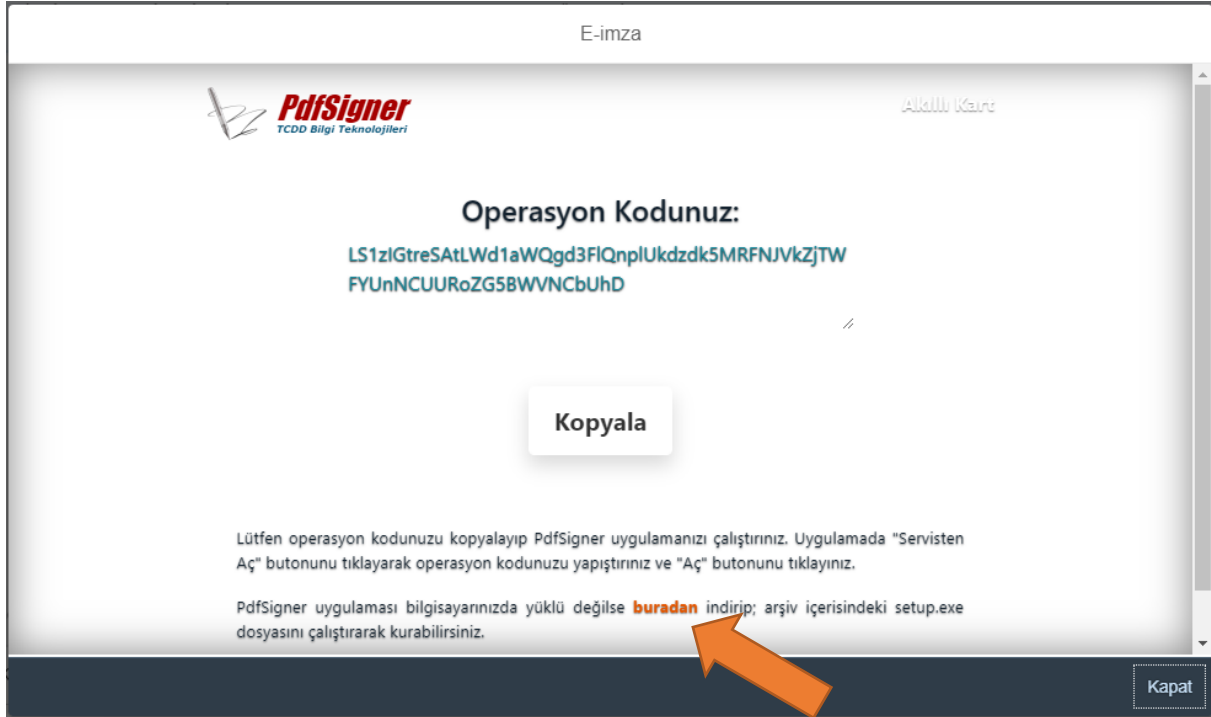 E-imza
PdfSigner
TCDD Bilgi Teknolojileri
Akıllı Kart
Operasyon Kodunuz:
LS1zIGtreSAtLWd1aWQgd3FlQnplUkdzdk5MRFNJVkZjTW
FYUnNCUURoZG5BWVNCbUhD
Kopyala
Lütfen operasyon kodunuzu kopyalayıp PdfSigner uygulamanızı çalıştırınız. Uygulamada "Servisten
Aç" butonunu tıklayarak operasyon kodunuzu yapıştırınız ve "Aç" butonunu tıklayınız.
PdfSigner uygulaması bilgisayarınızda yüklü değilse buradan indirip; arşiv içerisindeki setup.exe
dosyasını çalıştırarak kurabilirsiniz.
Kapat